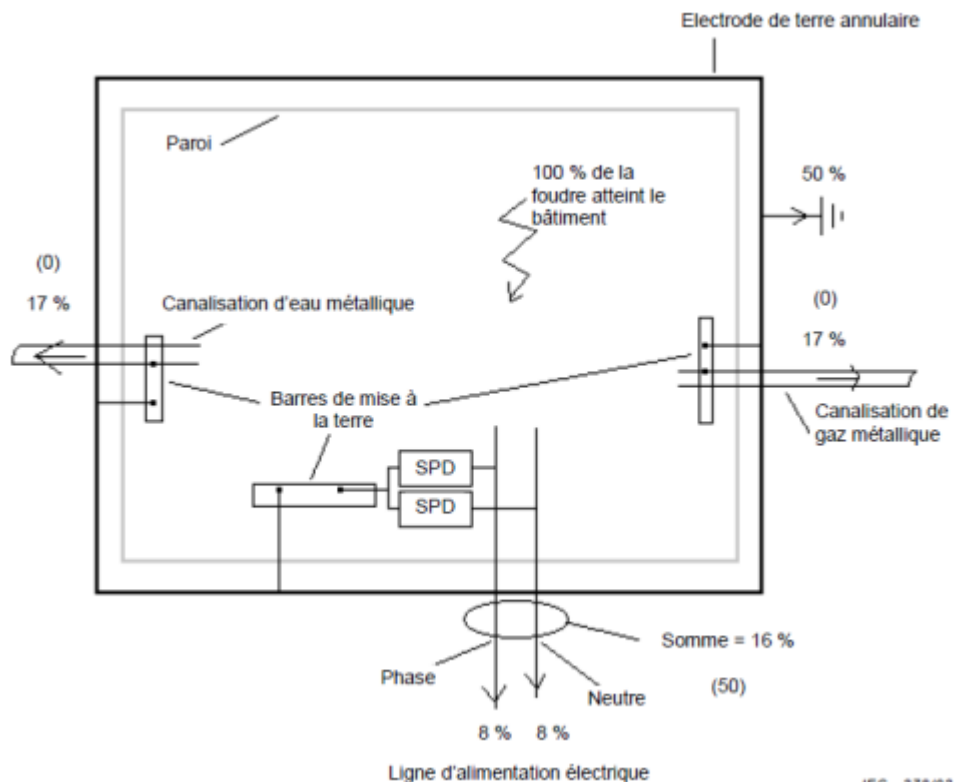 Electrode de terre annulaire
Paroi
100 % de la
foudre atteint le
bâtiment
50 %
(0)
17 %
Canalisation d'eau métallique
(0)
17 %
Barres de mise à
la terre
Canalisation de
gaz métallique
SPD
SPD
Somme = 16 %
Phase
Neutre
(50)
8 % 8 %
Ligne d'alimentation électrique